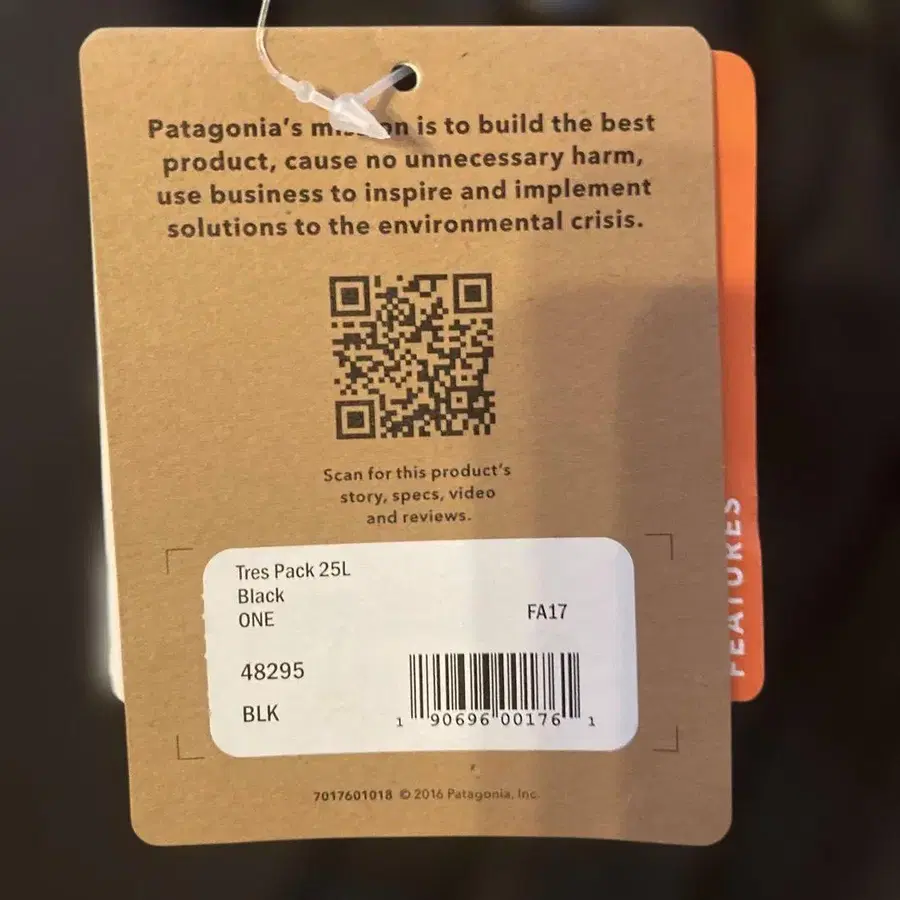 Patagonia's mission is to build the best
product, cause no unnecessary harm,
use business to inspire and implement
solutions to the environmental crisis.
Scan for this product's
story, specs, video
and reviews.
Tres Pack 25L
Black
ONE
FA17
48295
BLK
1 90696 00176 1
7017601018 © 2016 Patagonia, Inc.
FEATURES